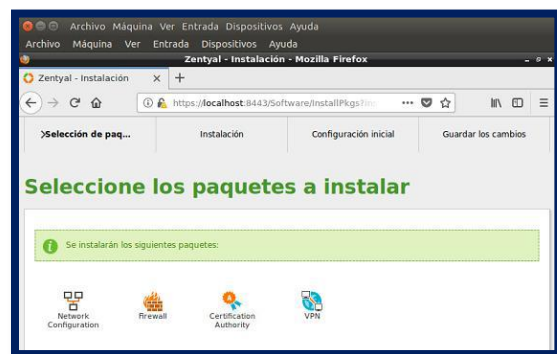 Archivo Máquina Ver Entrada Dispositivos Ayuda
Archivo Máquina Ver Entrada Dispositivos Ayuda
Zentyal - Instalación - Mozilla Firefox
Zentyal - Instalación
https://localhost:8443/Software/InstallPkgs?
Selección de paq...
Instalación
Configuración inicial
Guardar los cambios
Seleccione los paquetes a instalar
Se instalarán los siguientes paquetes:
Network
Configuration
Firewall
Certification
Authority
VPN